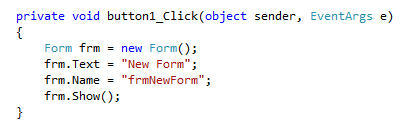 private void button1_Click(object sender, EventArgs e)
{
    Form frm = new Form();
    frm.Text = "New Form";
    frm.Name = "frmNewForm";
    frm.Show();
}